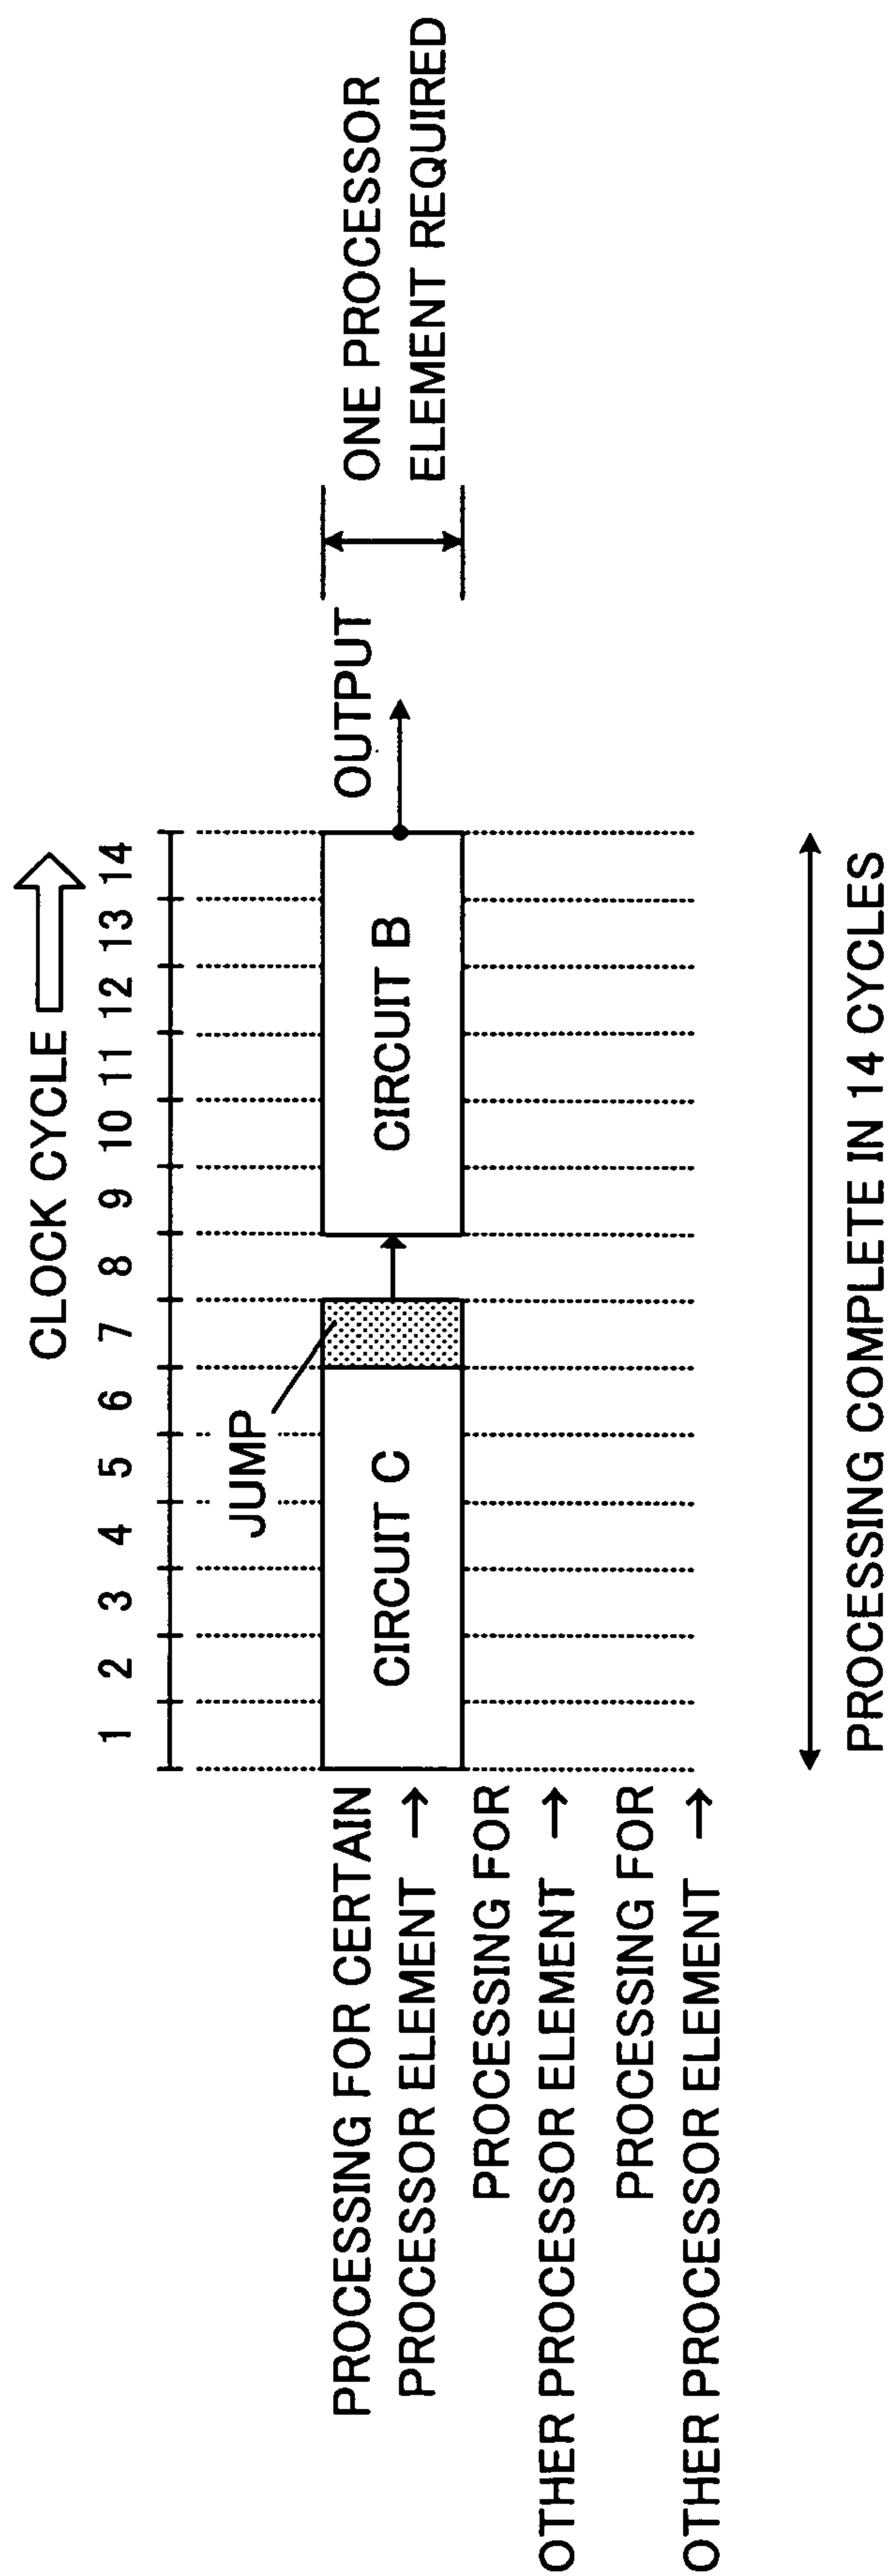 CLOCK CYCLE
1 2 3 4 5 6 7 8 9 10 11 12 13 14
JUMP
PROCESSING FOR CERTAIN
PROCESSOR ELEMENT →
CIRCUIT C
CIRCUIT B
OUTPUT
ONE PROCESSOR
ELEMENT REQUIRED
PROCESSING FOR
OTHER PROCESSOR ELEMENT →
PROCESSING FOR
OTHER PROCESSOR ELEMENT →
PROCESSING COMPLETE IN 14 CYCLES